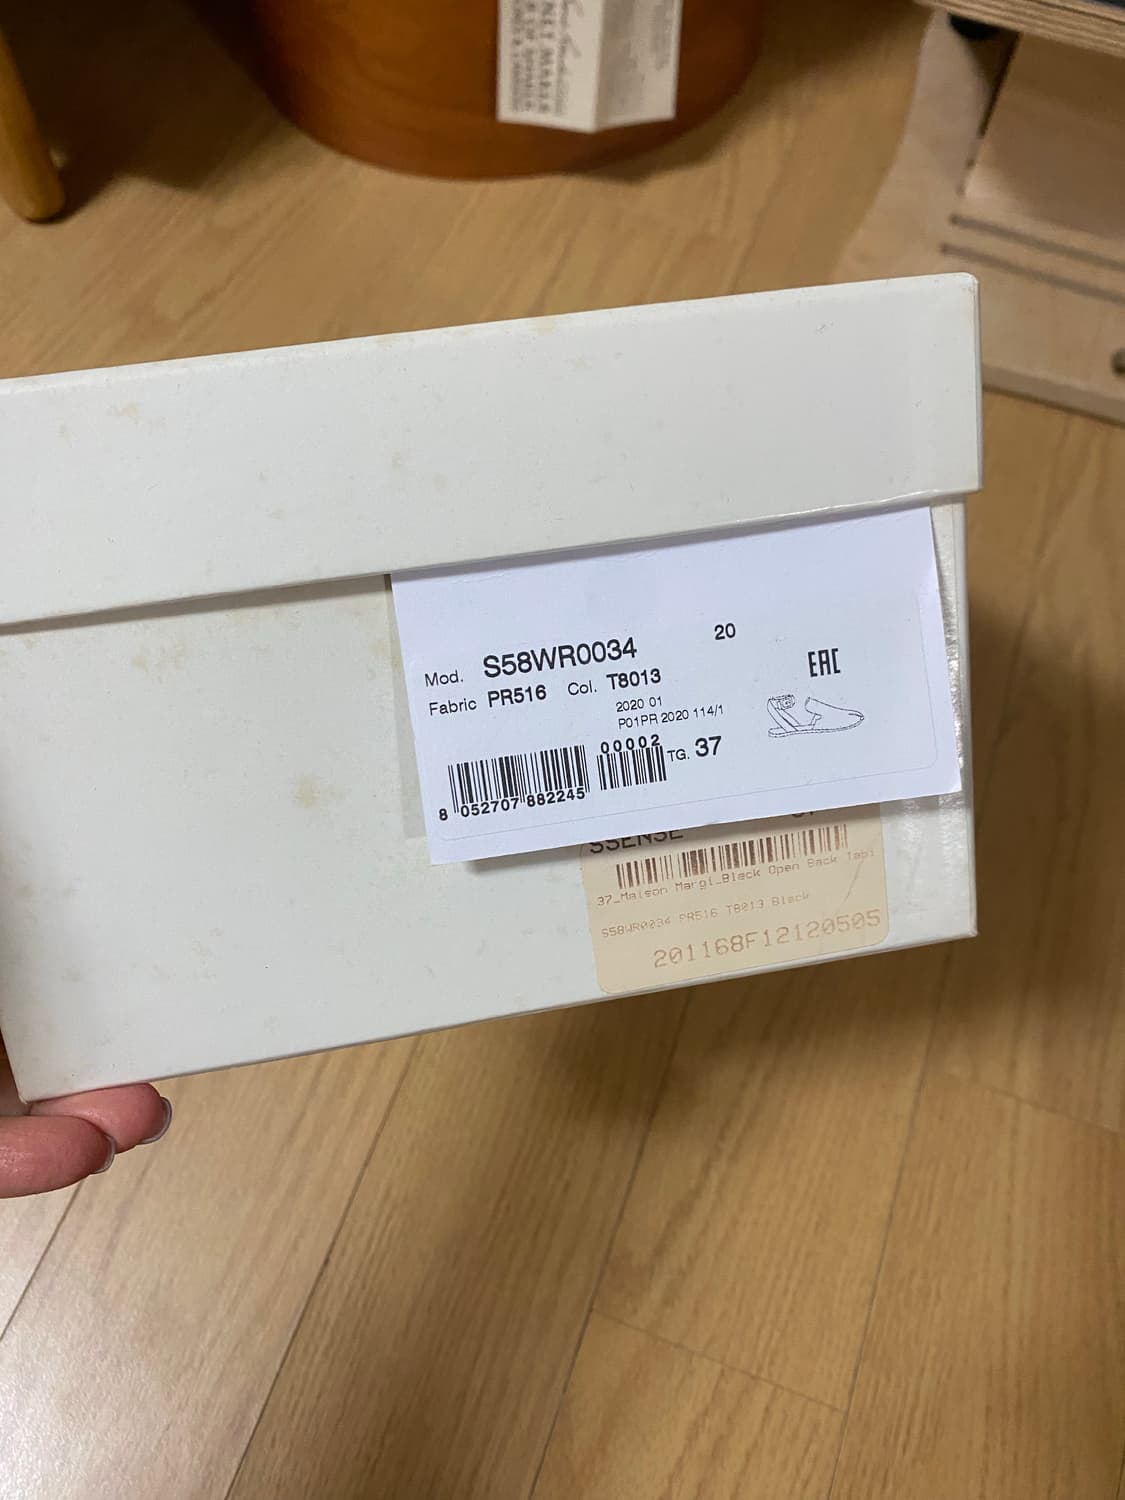 Mod. S58WR0034 20
EAC
Fabric PR516 Col. T8013
2020 01
P01PR 2020 114/1
00002
TG. 37
8 052707 882245
SSENSE
37_Maison Margi_Black Open Back Tabi
S58WR0034 PR516 T8013 Black
201168F12120505